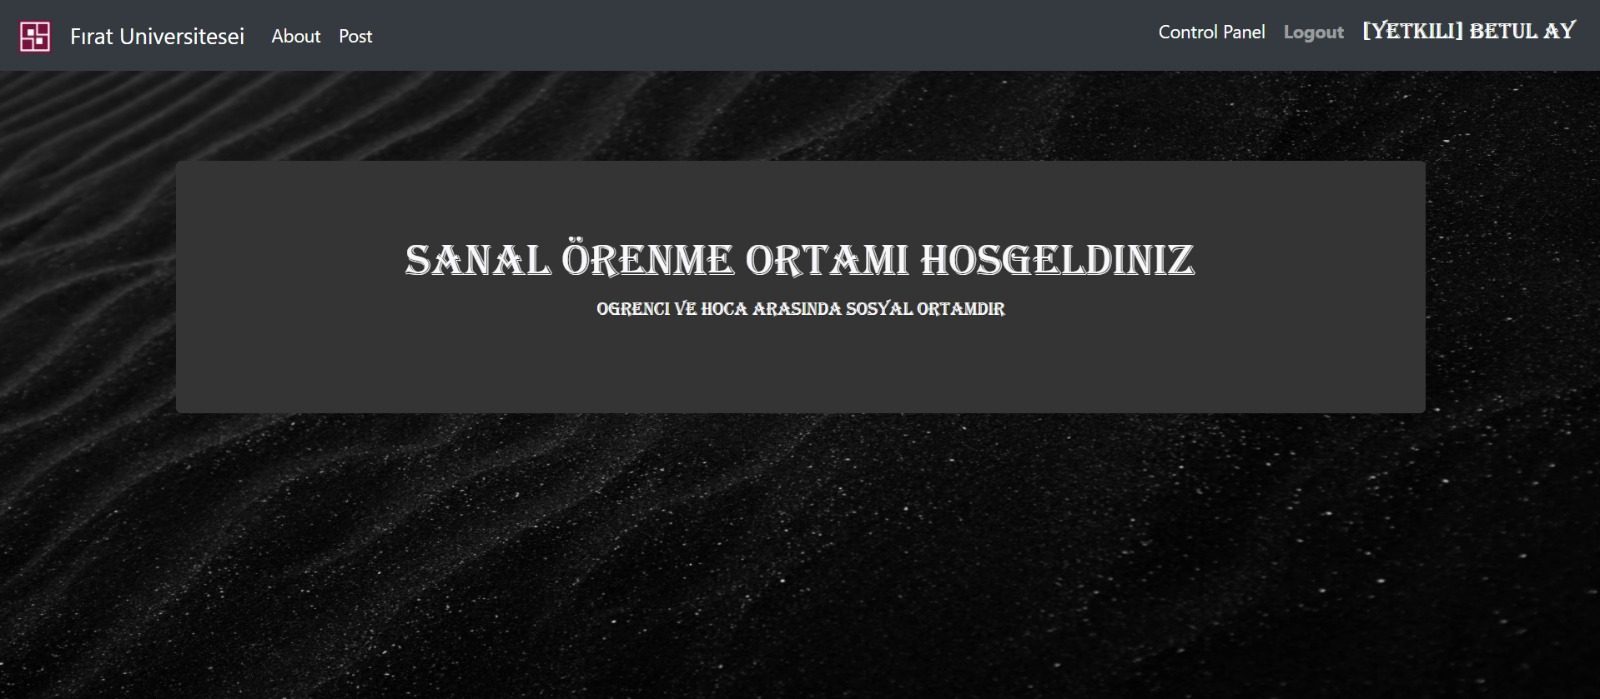 Fırat Universitesei About Post Control Panel Logout [YETKILI] BETUL AY
SANAL ÖRENME ORTAMI HOSGELDINIZ
OGRENCI VE HOCA ARASINDA SOSYAL ORTAMDIR